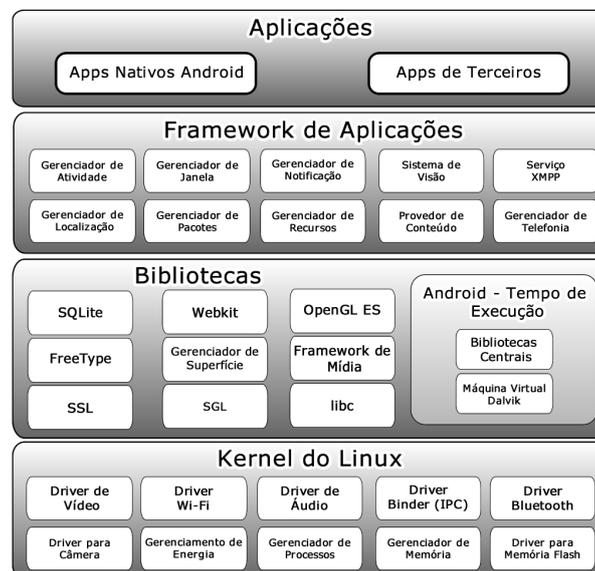 Aplicações
Apps Nativos Android
Apps de Terceiros
Framework de Aplicações
Gerenciador de
Atividade
Gerenciador de
Janela
Gerenciador de
Notificação
Sistema de
Visão
Serviço
XMPP
Gerenciador de
Localização
Gerenciador de
Pacotes
Gerenciador de
Recursos
Provedor de
Conteúdo
Gerenciador de
Telefonia
Bibliotecas
SQLite
Webkit
OpenGL ES
FreeType
Gerenciador de
Superfície
Framework de
Mídia
SSL
SGL
libc
Android - Tempo de
Execução
Bibliotecas
Centrais
Máquina Virtual
Dalvik
Kernel do Linux
Driver de
Vídeo
Driver
Wi-Fi
Driver de
Áudio
Driver
Binder (IPC)
Driver
Bluetooth
Driver para
Câmera
Gerenciamento de
Energia
Gerenciador de
Processos
Gerenciador de
Memória
Driver para
Memória Flash